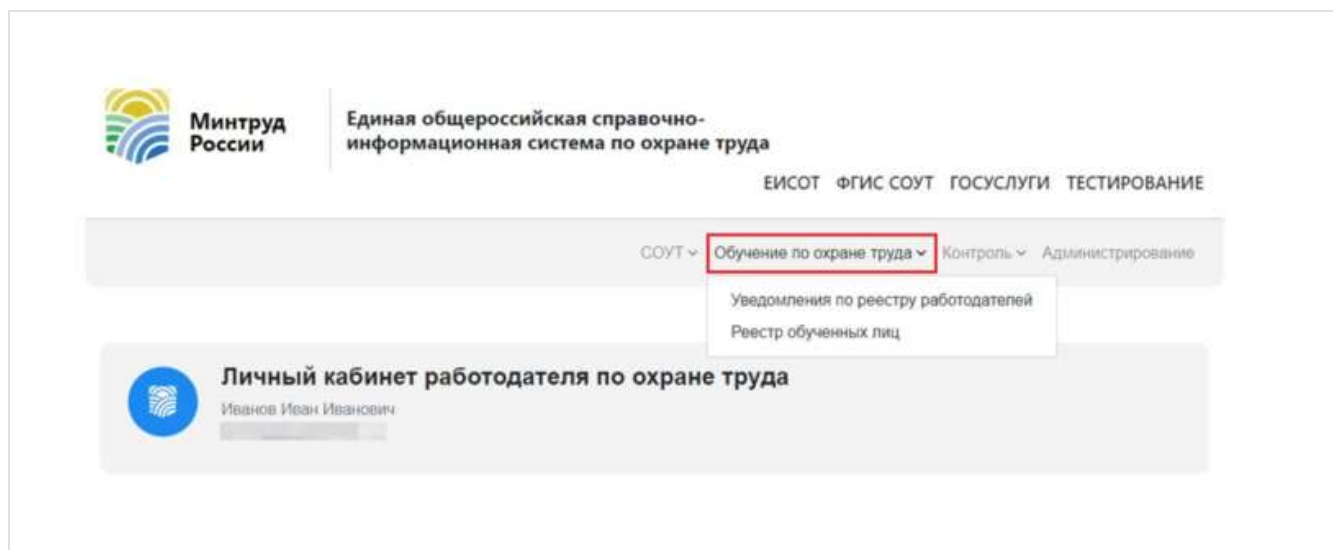 Минтруд
России
Единая общероссийская справочно-
информационная система по охране труда
ЕИСОТ ФГИС СОУТ ГОСУСЛУГИ ТЕСТИРОВАНИЕ
СОУТ Обучение по охране труда Контроль Администрирование
Уведомления по реестру работодателей
Реестр обученных лиц
Личный кабинет работодателя по охране труда
Иванов Иван Иванович